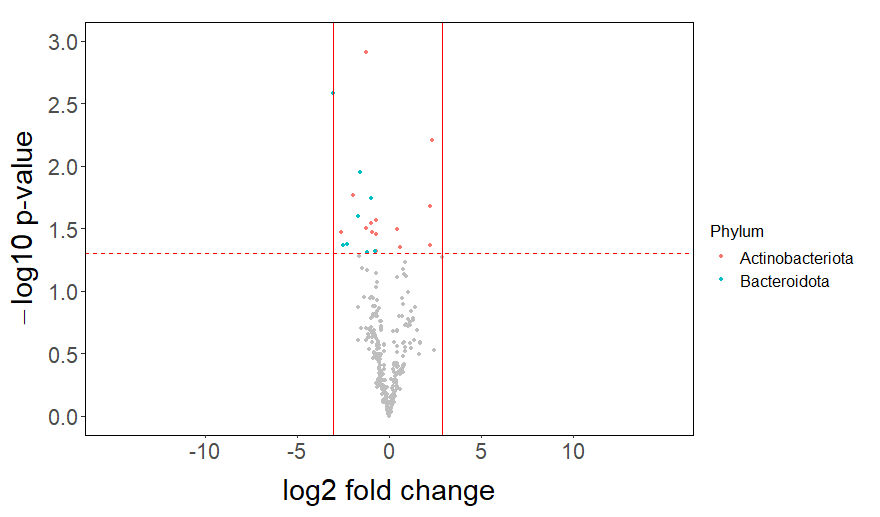 3.0
2.5
2.0
1.5
1.0
0.5
0.0
−log10 p-value
-10
-5
0
5
10
log2 fold change
Phylum
Actinobacteriota
Bacteroidota